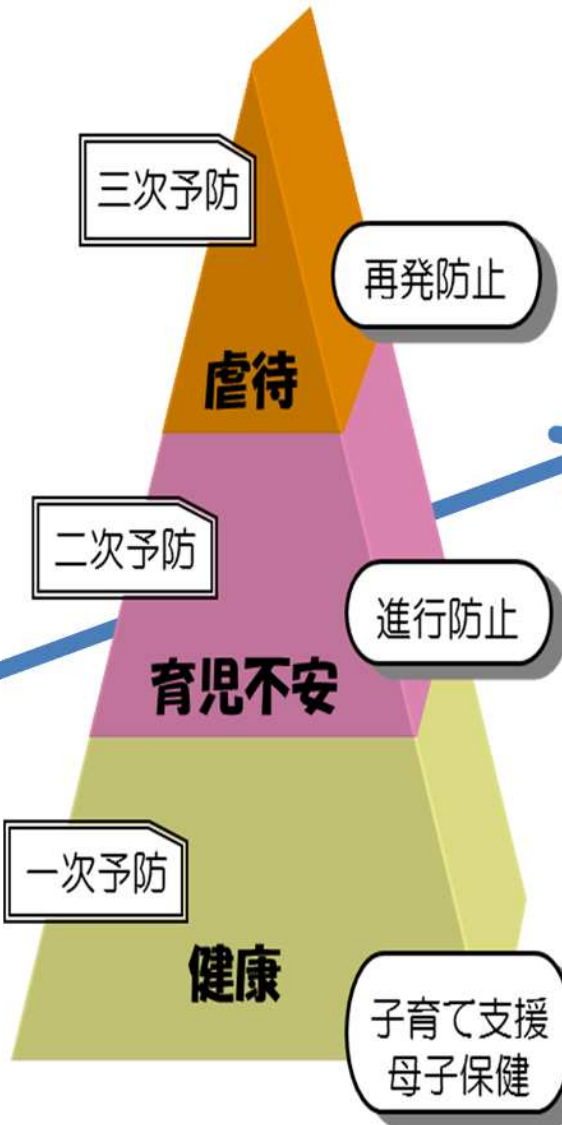 三次予防
再発防止
虐待
二次予防
進行防止
育児不安
一次予防
健康
子育て支援
母子保健